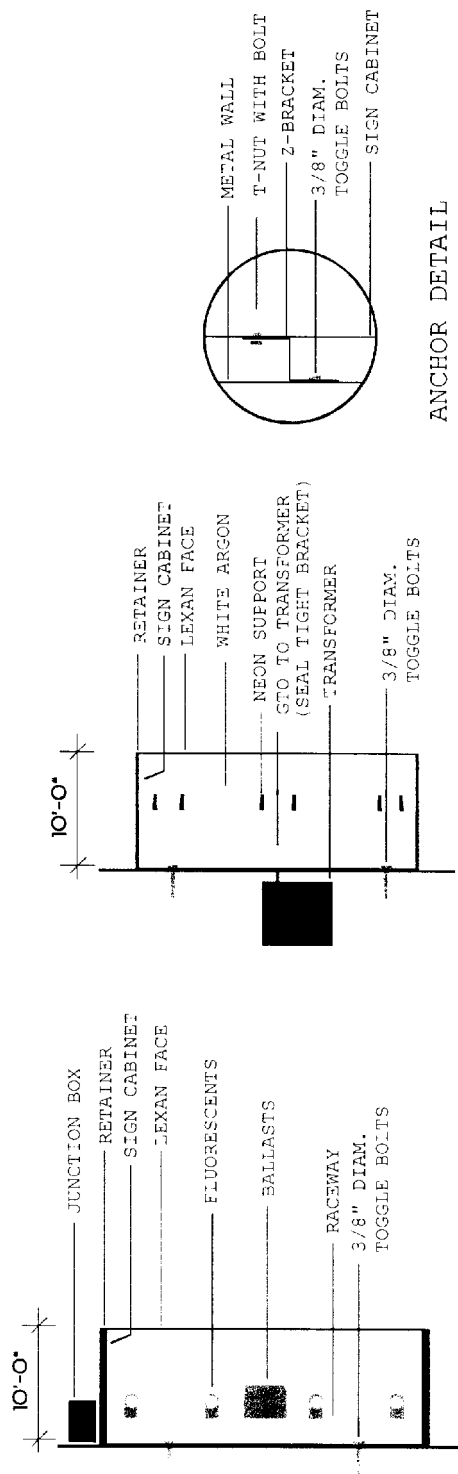 10'-0"
JUNCTION BOX
RETAINER
SIGN CABINET
LEXAN FACE
FLUORESCENTS
BALLASTS
RACEWAY
3/8" DIAM.
TOGGLE BOLTS
10'-0"
RETAINER
SIGN CABINET
LEXAN FACE
WHITE ARGON
NEON SUPPORT
GTO TO TRANSFORMER
(SEAL TIGHT BRACKET)
TRANSFORMER
3/8" DIAM.
TOGGLE BOLTS
METAL WALL
T-NUT WITH BOLT
Z-BRACKET
3/8" DIAM.
TOGGLE BOLTS
SIGN CABINET
ANCHOR DETAIL